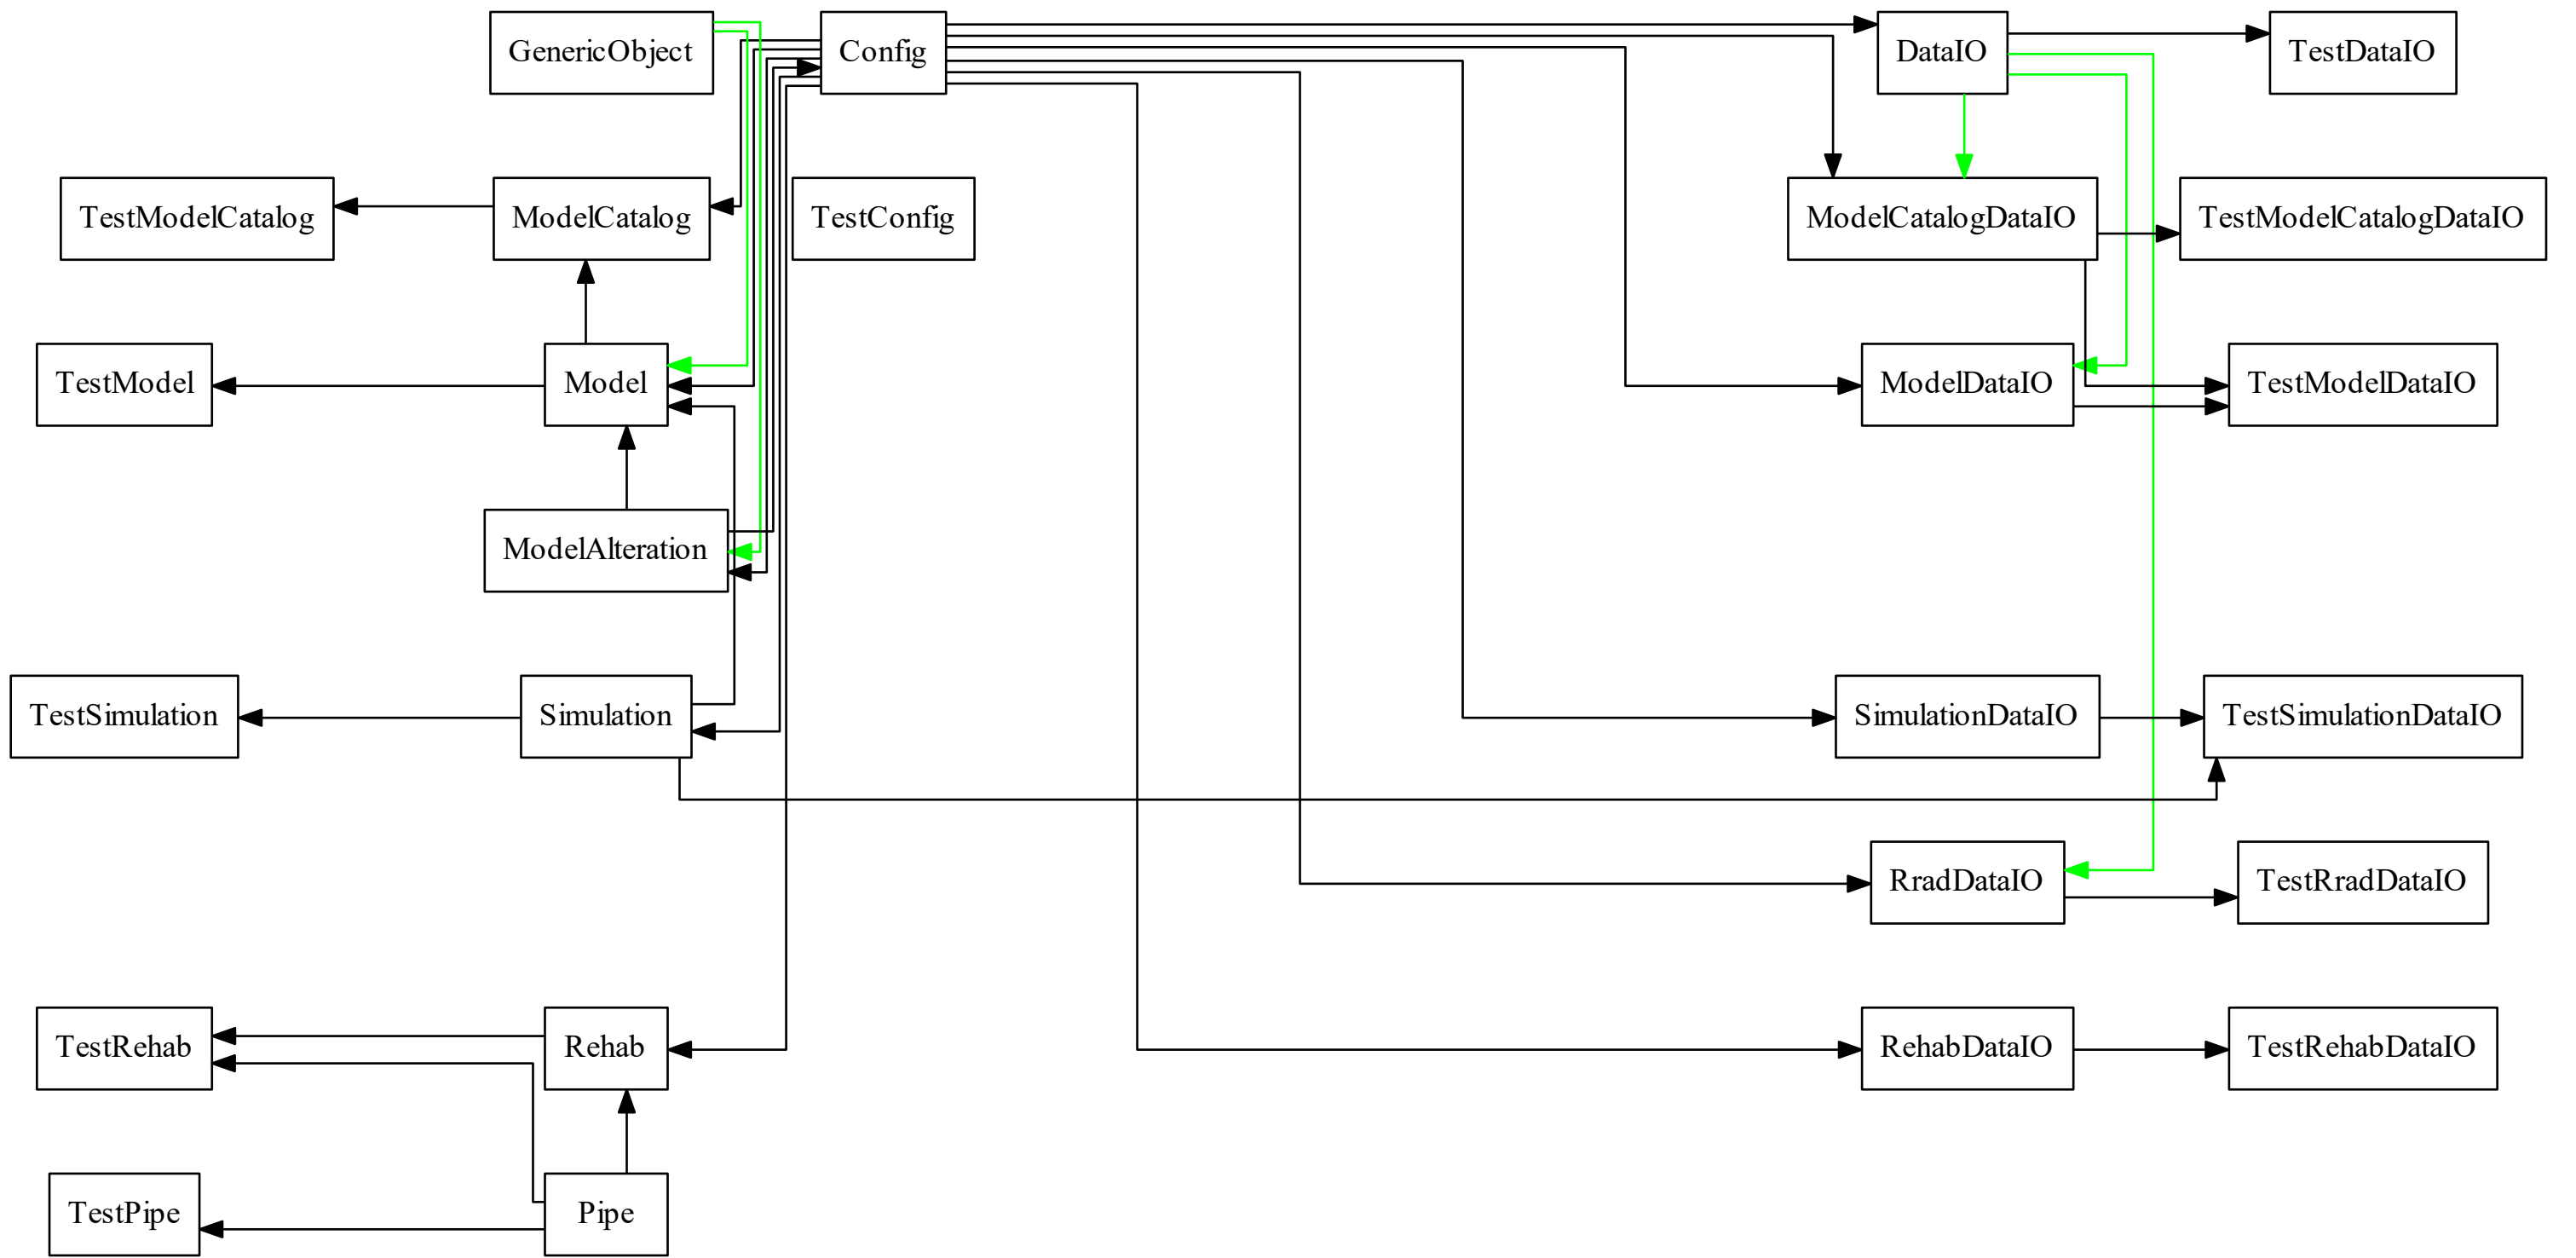 GenericObject
Config
DataIO
TestDataIO
TestModelCatalog
ModelCatalog
TestConfig
ModelCatalogDataIO
TestModelCatalogDataIO
TestModel
Model
ModelDataIO
TestModelDataIO
ModelAlteration
TestSimulation
Simulation
SimulationDataIO
TestSimulationDataIO
RradDataIO
TestRradDataIO
TestRehab
Rehab
RehabDataIO
TestRehabDataIO
TestPipe
Pipe